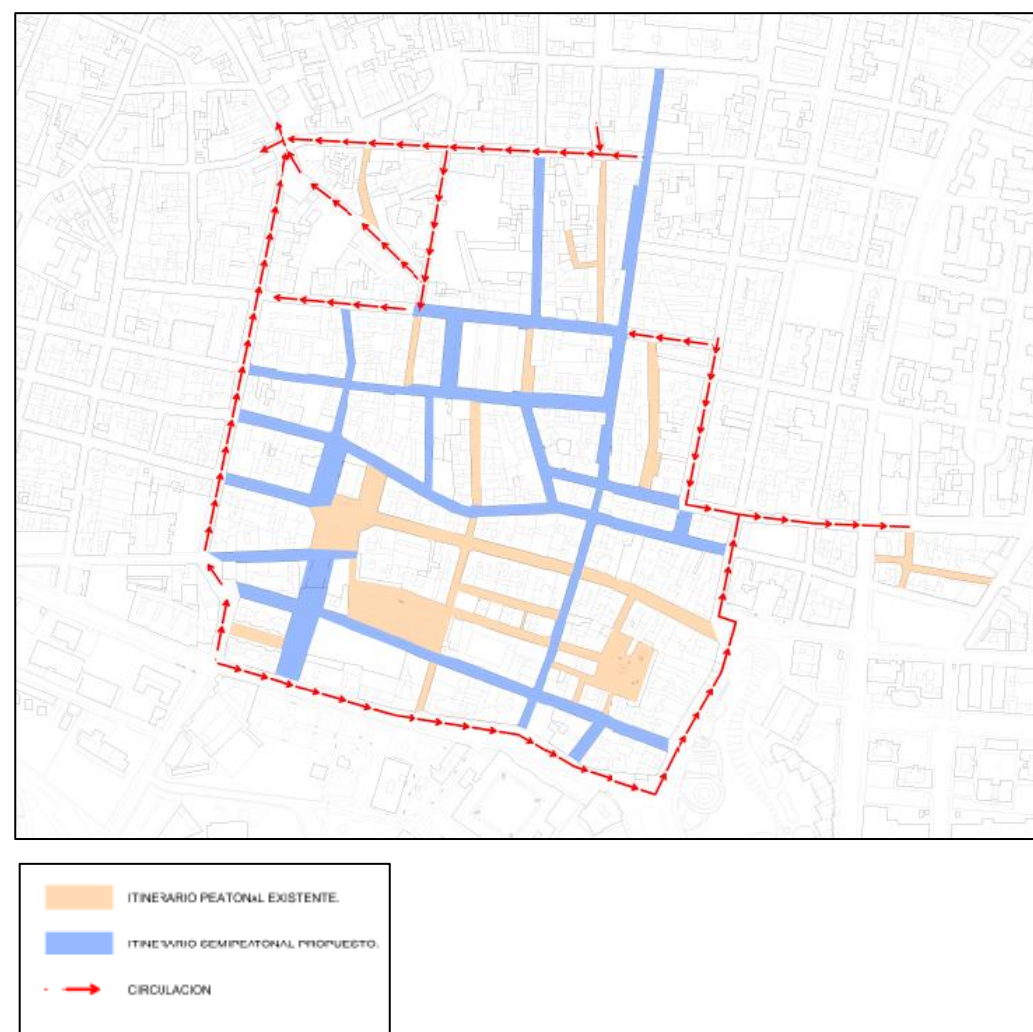 ITINERARIO PEATONAL EXISTENTE.
ITINERARIO SEMIPEATONAL PROPUESTO.
CIRCULACION